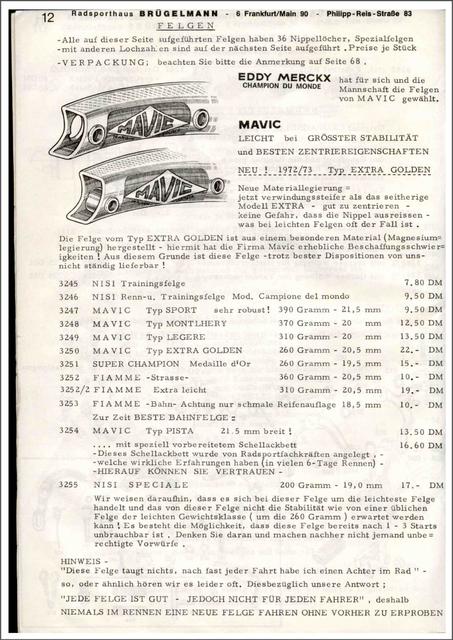 12
Radsporthaus BRÜGELMANN - 6 Frankfurt/Main 90 - Philipp-Reis-Straße 83
FELGEN
-Alle auf dieser Seite aufgeführten Felgen haben 36 Nippellöcher, Spezialfelgen
-mit anderen Lochzahlen sind auf der nächsten Seite aufgeführt . Preise je Stück
-VERPACKUNG; beachten Sie bitte die Anmerkung auf Seite 68 .
EDDY MERCKX
CHAMPION DU MONDE
hat für sich und die
Mannschaft die Felgen
von MAVIC gewählt.
MAVIC
MAVIC
MAVIC
LEICHT bei GRÖSSTER STABILITÄT
und BESTEN ZENTRIEREIGENSCHAFTEN
NEU ! 1972/73 Typ EXTRA GOLDEN
Neue Materiallegierung =
jetzt verwindungssteifer als das seitherige
Modell EXTRA - gut zu zentrieren -
keine Gefahr, dass die Nippel ausreisen -
was bei leichten Felgen oft der Fall ist .
Die Felge vom Typ EXTRA GOLDEN ist aus einem besonderen Material (Magnesium=
legierung) hergestellt - hiermit hat die Firma Mavic erhebliche Beschaffungsschwier=
igkeiten ! Aus diesem Grunde ist diese Felge -trotz bester Dispositionen von uns-
nicht ständig lieferbar !
3245 NISI Trainingsfelge 7,80 DM
3246 NISI Renn-u. Trainingsfelge Mod. Campione del mondo 9,50 DM
3247 MAVIC Typ SPORT sehr robust! 390 Gramm - 21,5 mm 9,50 DM
3248 MAVIC Typ MONTLHERY 370 Gramm - 20 mm 12,50 DM
3249 MAVIC Typ LEGERE 310 Gramm - 20 mm 13,50 DM
3250 MAVIC Typ EXTRA GOLDEN 260 Gramm - 20,5 mm 22.- DM
3251 SUPER CHAMPION Medaille d'Or 260 Gramm - 19,5 mm 15.- DM
3252 FIAMME -Strasse- 360 Gramm - 20,5 mm 10.- DM
3252/2 FIAMME Extra leicht 310 Gramm - 20,5 mm 19.- DM
3253 FIAMME -Bahn- Achtung nur schmale Reifenauflage 18,5 mm 10,- DM
Zur Zeit BESTE BAHNFELGE :
3254 MAVIC Typ PISTA 21.5 mm breit ! 13,50 DM
.... mit speziell vorbereitetem Schellackbett 16,60 DM
-Dieses Schellackbett wurde von Radsportfachkräften angelegt , -
-welche wirkliche Erfahrungen haben (in vielen 6-Tage Rennen) -
-HIERAUF KÖNNEN SIE VERTRAUEN -
3255 NISI SPECIALE 200 Gramm - 19,0 mm 17.- DM
Wir weisen daraufhin, dass es sich bei dieser Felge um die leichteste Felge
handelt und das von dieser Felge nicht die Stabilität wie von einer üblichen
Felge der leichten Gewichtsklasse ( um die 260 Gramm ) erwartet werden
kann ! Es besteht die Möglichkeit, dass diese Felge bereits nach 1 - 3 Starts
unbrauchbar ist . Denken Sie daran und machen nachher nicht jemand unbe=
rechtigte Vorwürfe .
HINWEIS -
"Diese Felge taugt nichts, nach fast jeder Fahrt habe ich einen Achter im Rad " -
so, oder ähnlich hören wir es leider oft. Diesbezüglich unsere Antwort ;
"JEDE FELGE IST GUT - JEDOCH NICHT FÜR JEDEN FAHRER" , deshalb
NIEMALS IM RENNEN EINE NEUE FELGE FAHREN OHNE VORHER ZU ERPROBEN